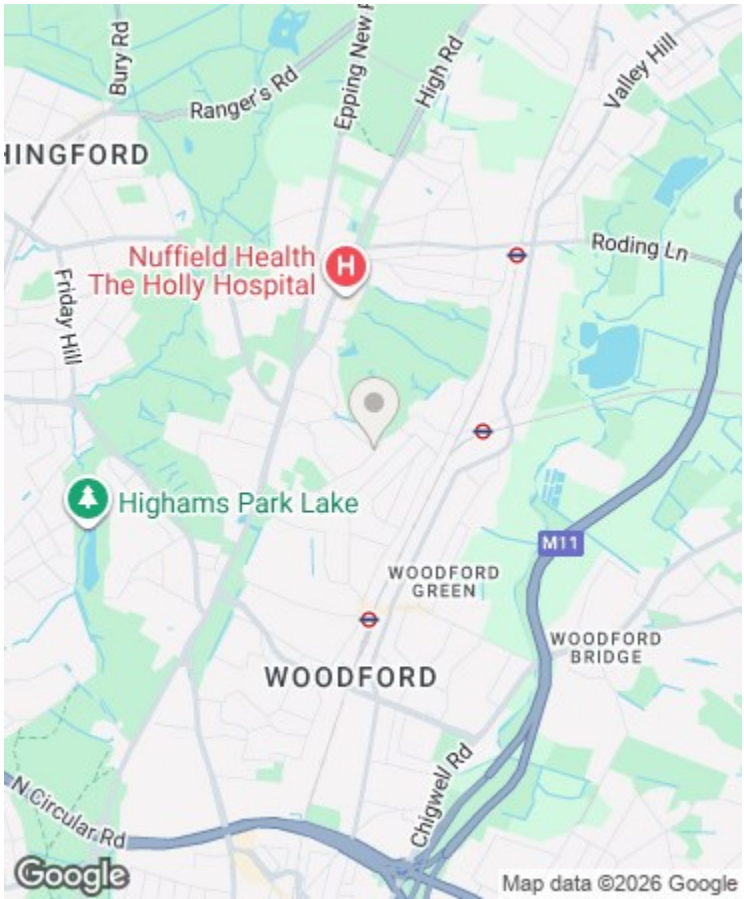 Bury Rd
Ranger's Rd
Epping New R
High Rd
Valley Hill
HINGFORD
Nuffield Health
The Holly Hospital
H
Roding Ln
Friday Hill
Highams Park Lake
M11
WOODFORD
GREEN
WOODFORD
BRIDGE
WOODFORD
Chigwell Rd
N Circular Rd
Google
Map data ©2026 Google